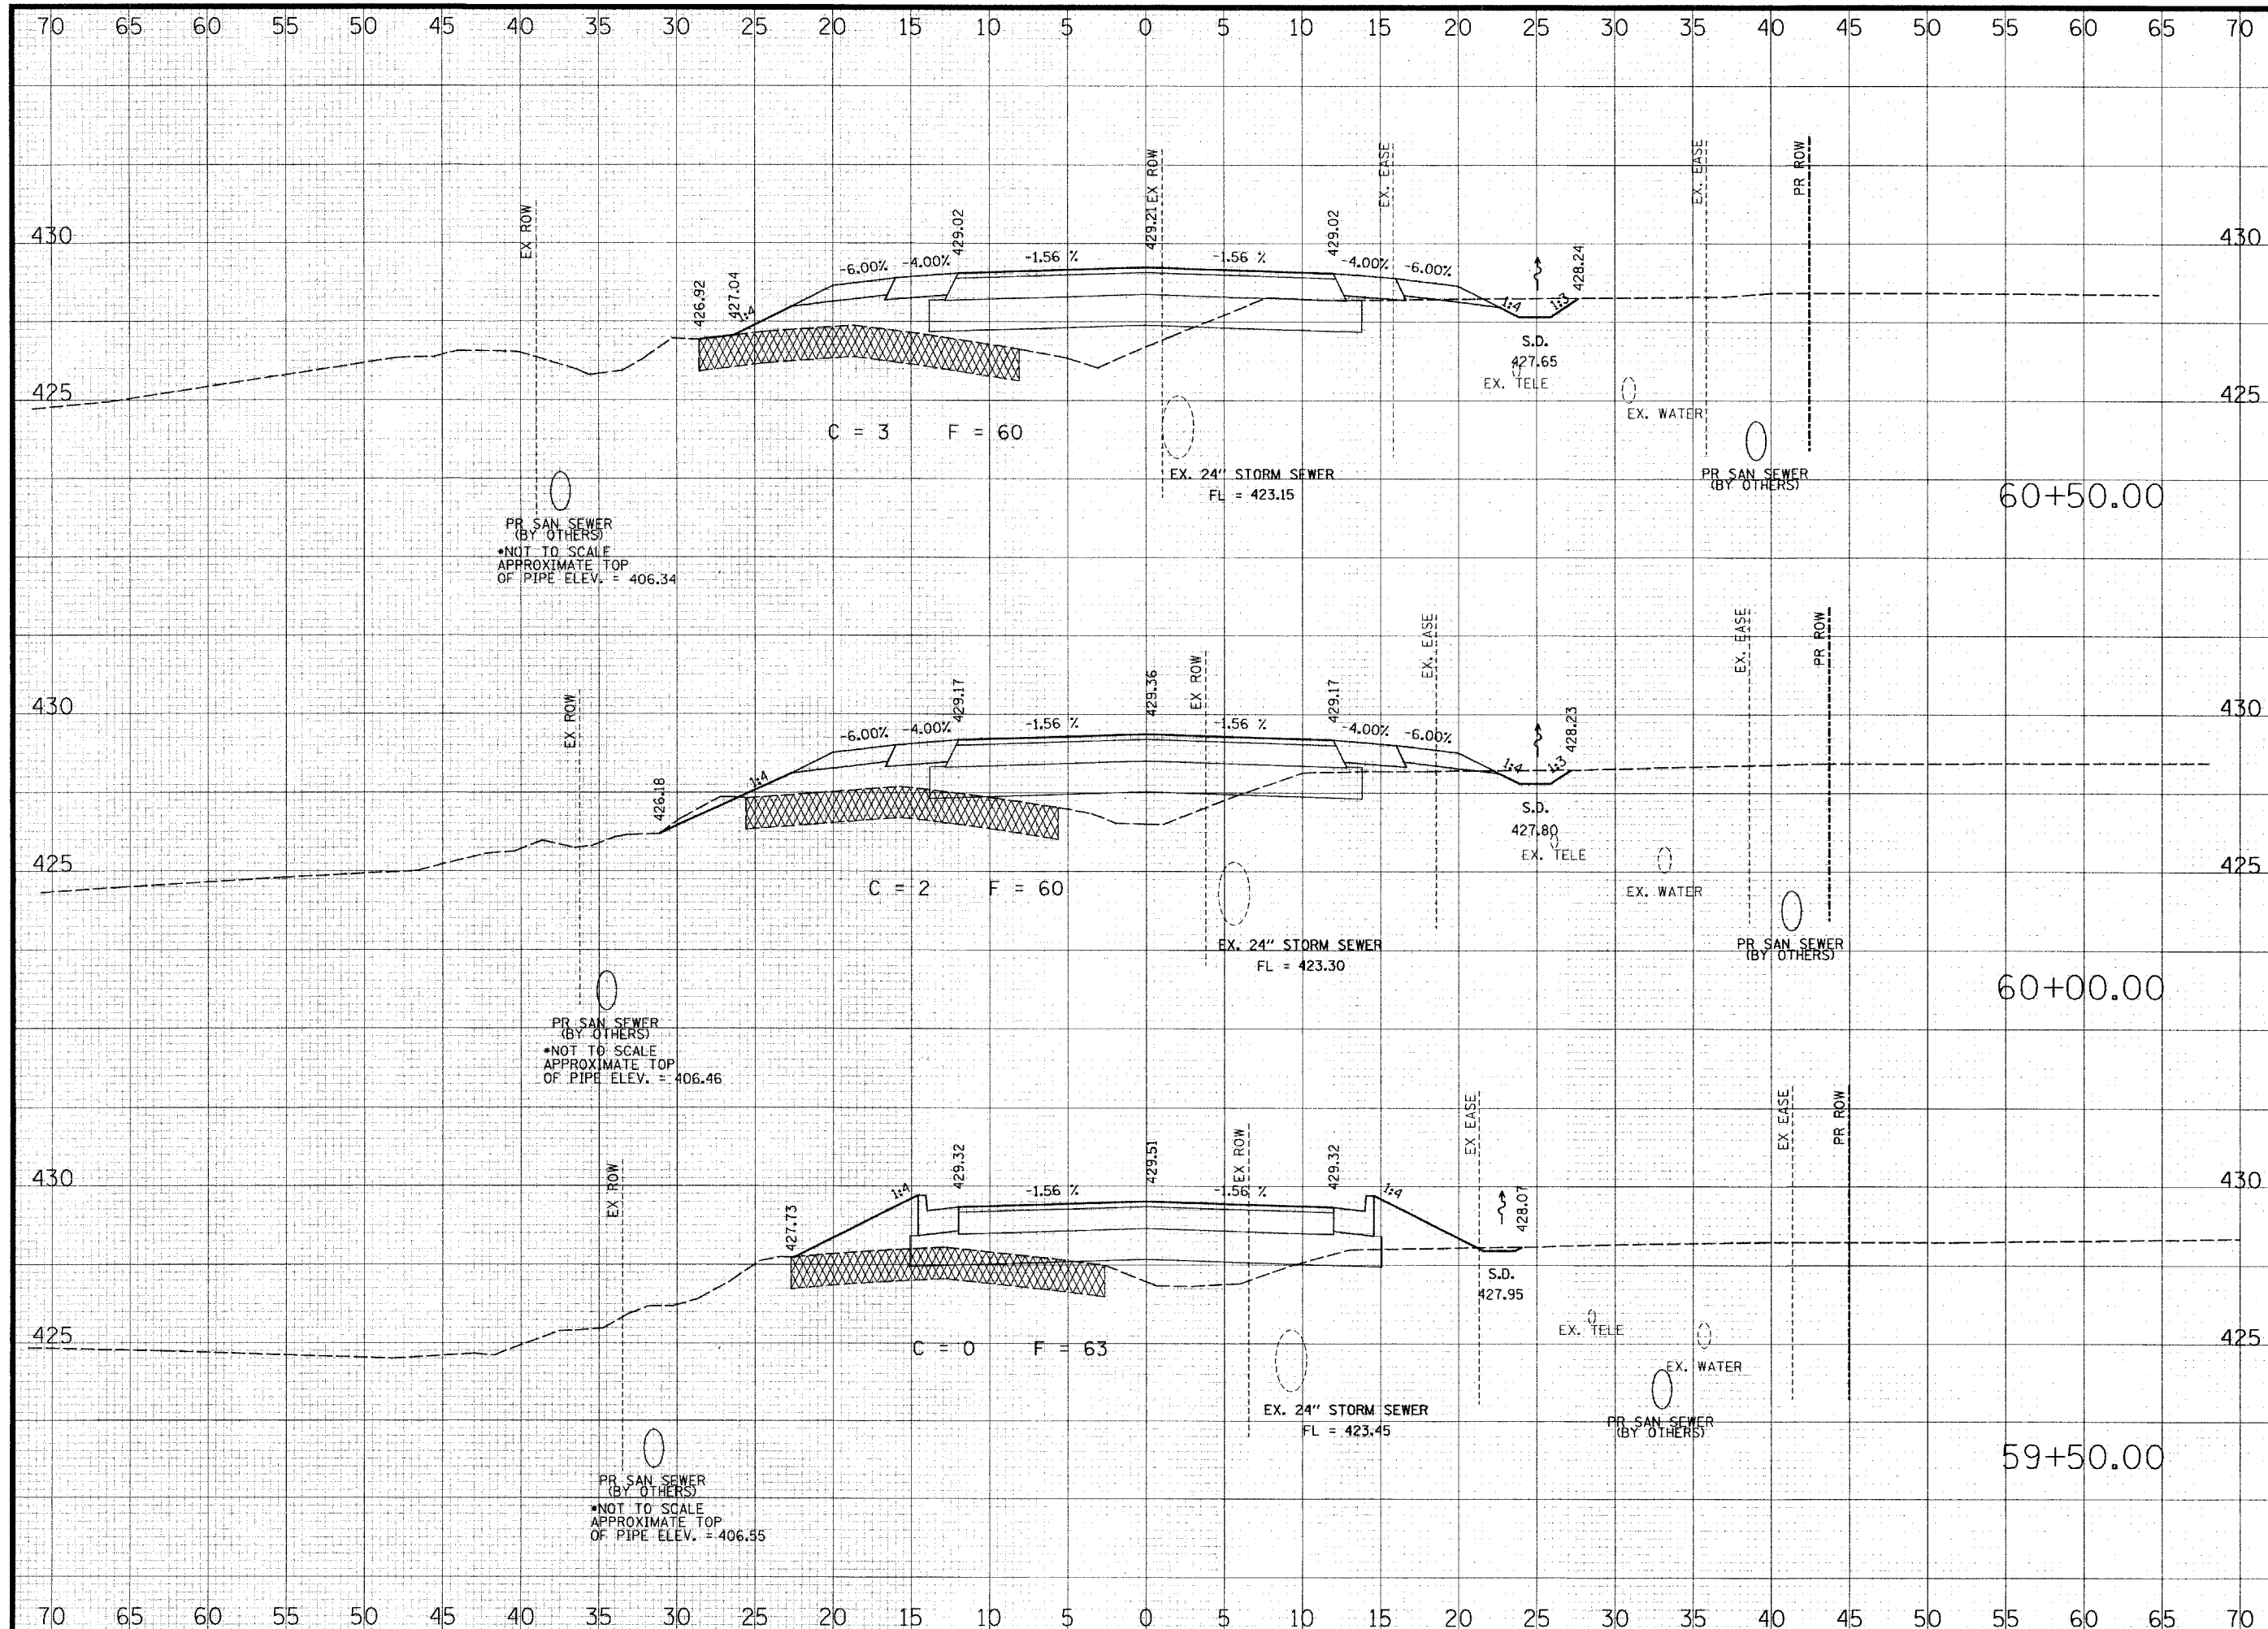 70 65 60 55 50 45 40 35 30 25 20 15 10 5 0 5 10 15 20 25 30 35 40 45 50 55 60 65 70
EX ROW
426.92
427.04
1:4
-6.00%
-4.00%
429.02
-1.56 %
429.21 EX ROW
-1.56 %
429.02
-4.00%
-6.00%
EX. EASE
1:4
1:3
428.24
EX. EASE
PR ROW
430
430
S.D.
427.65
EX. TELE
EX. WATER
425
425
C = 3 F = 60
EX. 24" STORM SEWER
FL = 423.15
PR SAN SEWER
(BY OTHERS)
60+50.00
PR SAN SEWER
(BY OTHERS)
*NOT TO SCALE
APPROXIMATE TOP
OF PIPE ELEV. = 406.34
EX ROW
426.18
1:4
-6.00%
-4.00%
429.17
-1.56 %
429.36
EX ROW
-1.56 %
429.17
-4.00%
-6.00%
EX. EASE
1:4
1:3
428.23
EX. EASE
PR ROW
430
430
S.D.
427.80
EX. TELE
EX. WATER
425
425
C = 2 F = 60
EX. 24" STORM SEWER
FL = 423.30
PR SAN SEWER
(BY OTHERS)
60+00.00
PR SAN SEWER
(BY OTHERS)
*NOT TO SCALE
APPROXIMATE TOP
OF PIPE ELEV. = 406.46
EX ROW
427.73
1:4
429.32
-1.56 %
429.51
EX ROW
-1.56 %
429.32
1:4
EX EASE
428.07
EX EASE
PR ROW
430
430
S.D.
427.95
EX. TELE
EX. WATER
425
425
C = 0 F = 63
EX. 24" STORM SEWER
FL = 423.45
PR SAN SEWER
(BY OTHERS)
59+50.00
PR SAN SEWER
(BY OTHERS)
*NOT TO SCALE
APPROXIMATE TOP
OF PIPE ELEV. = 406.55
70 65 60 55 50 45 40 35 30 25 20 15 10 5 0 5 10 15 20 25 30 35 40 45 50 55 60 65 70